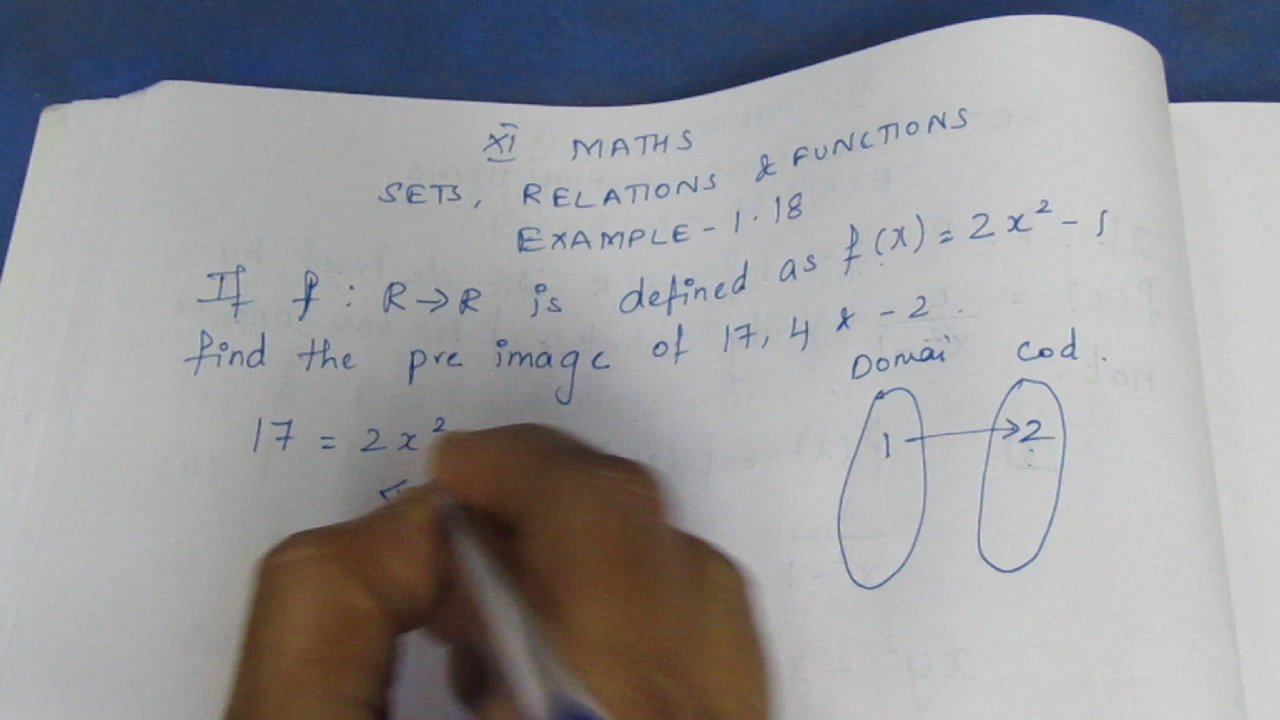 XI MATHS
SETS, RELATIONS & FUNCTIONS
EXAMPLE - 1.18
If f : R → R is defined as f(x) = 2x² - 1
find the pre image of 17, 4 & -2.
Domai Cod.
17 = 2x²
1 → 2